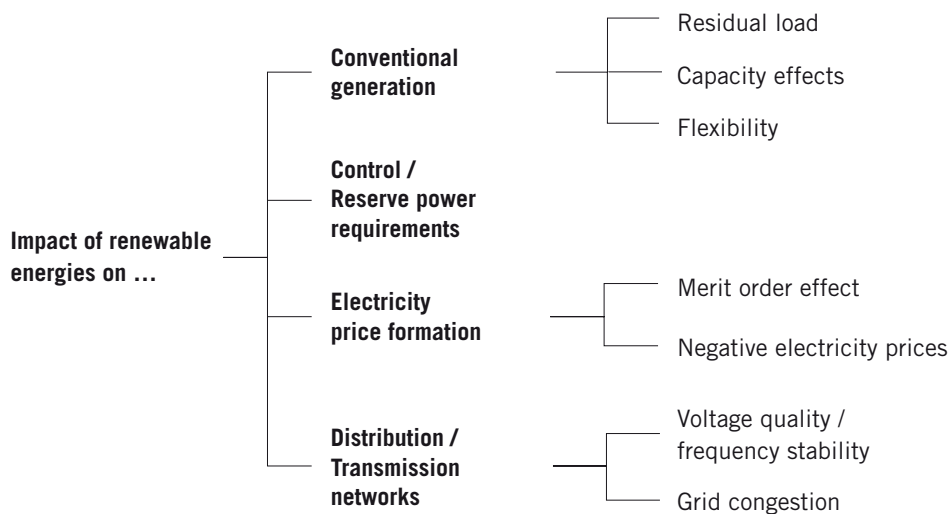 Impact of renewable
energies on …
Conventional
generation
Residual load
Capacity effects
Flexibility
Control /
Reserve power
requirements
Electricity
price formation
Merit order effect
Negative electricity prices
Distribution /
Transmission
networks
Voltage quality /
frequency stability
Grid congestion